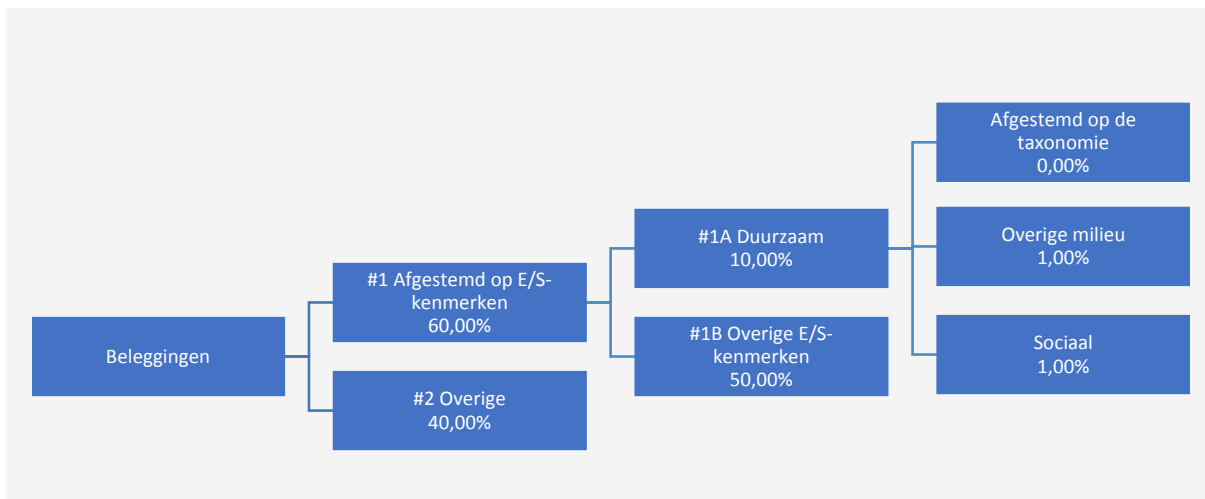 Beleggingen
#1 Afgestemd op E/S-
kenmerken
60,00%
#2 Overige
40,00%
#1A Duurzaam
10,00%
#1B Overige E/S-
kenmerken
50,00%
Afgestemd op de
taxonomie
0,00%
Overige milieu
1,00%
Sociaal
1,00%